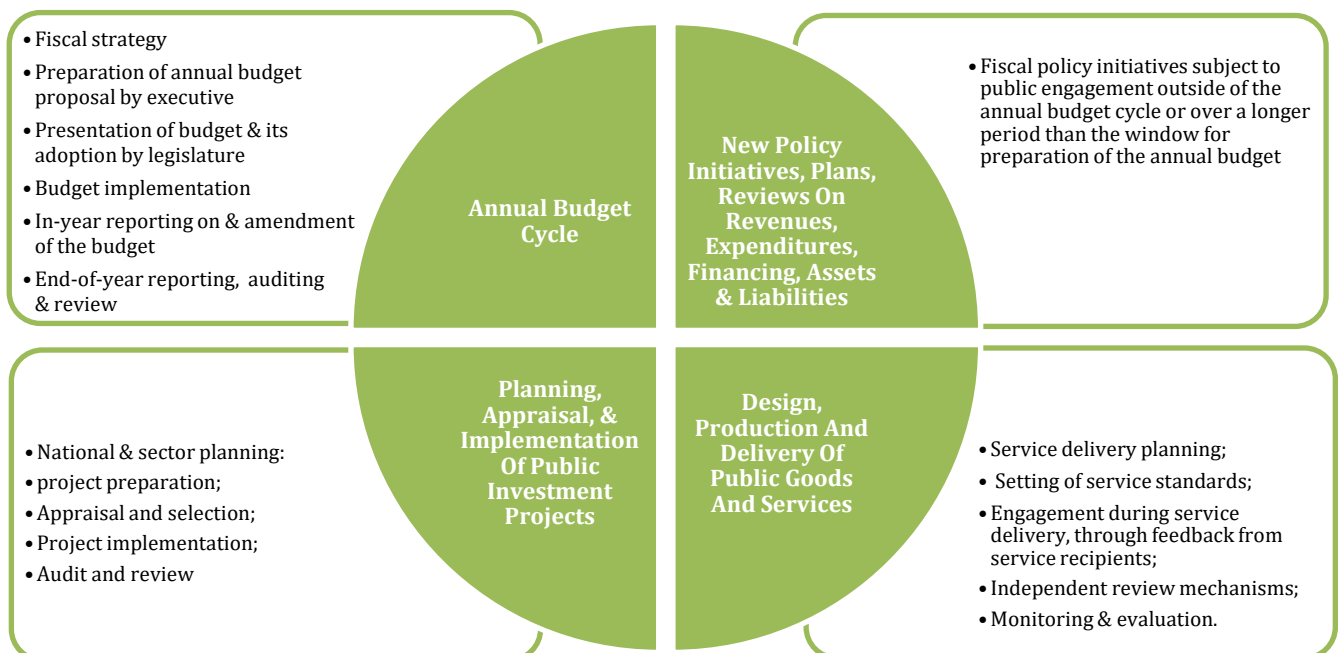 • Fiscal strategy
• Preparation of annual budget
proposal by executive
• Presentation of budget & its
adoption by legislature
• Budget implementation
• In-year reporting on & amendment
of the budget
• End-of-year reporting, auditing
& review
Annual Budget
Cycle
New Policy
Initiatives, Plans,
Reviews On
Revenues,
Expenditures,
Financing, Assets
& Liabilities
• Fiscal policy initiatives subject to
public engagement outside of the
annual budget cycle or over a longer
period than the window for
preparation of the annual budget
• National & sector planning:
• project preparation;
• Appraisal and selection;
• Project implementation;
• Audit and review
Planning,
Appraisal, &
Implementation
Of Public
Investment
Projects
Design,
Production And
Delivery Of
Public Goods
And Services
• Service delivery planning;
• Setting of service standards;
• Engagement during service
delivery, through feedback from
service recipients;
• Independent review mechanisms;
• Monitoring & evaluation.